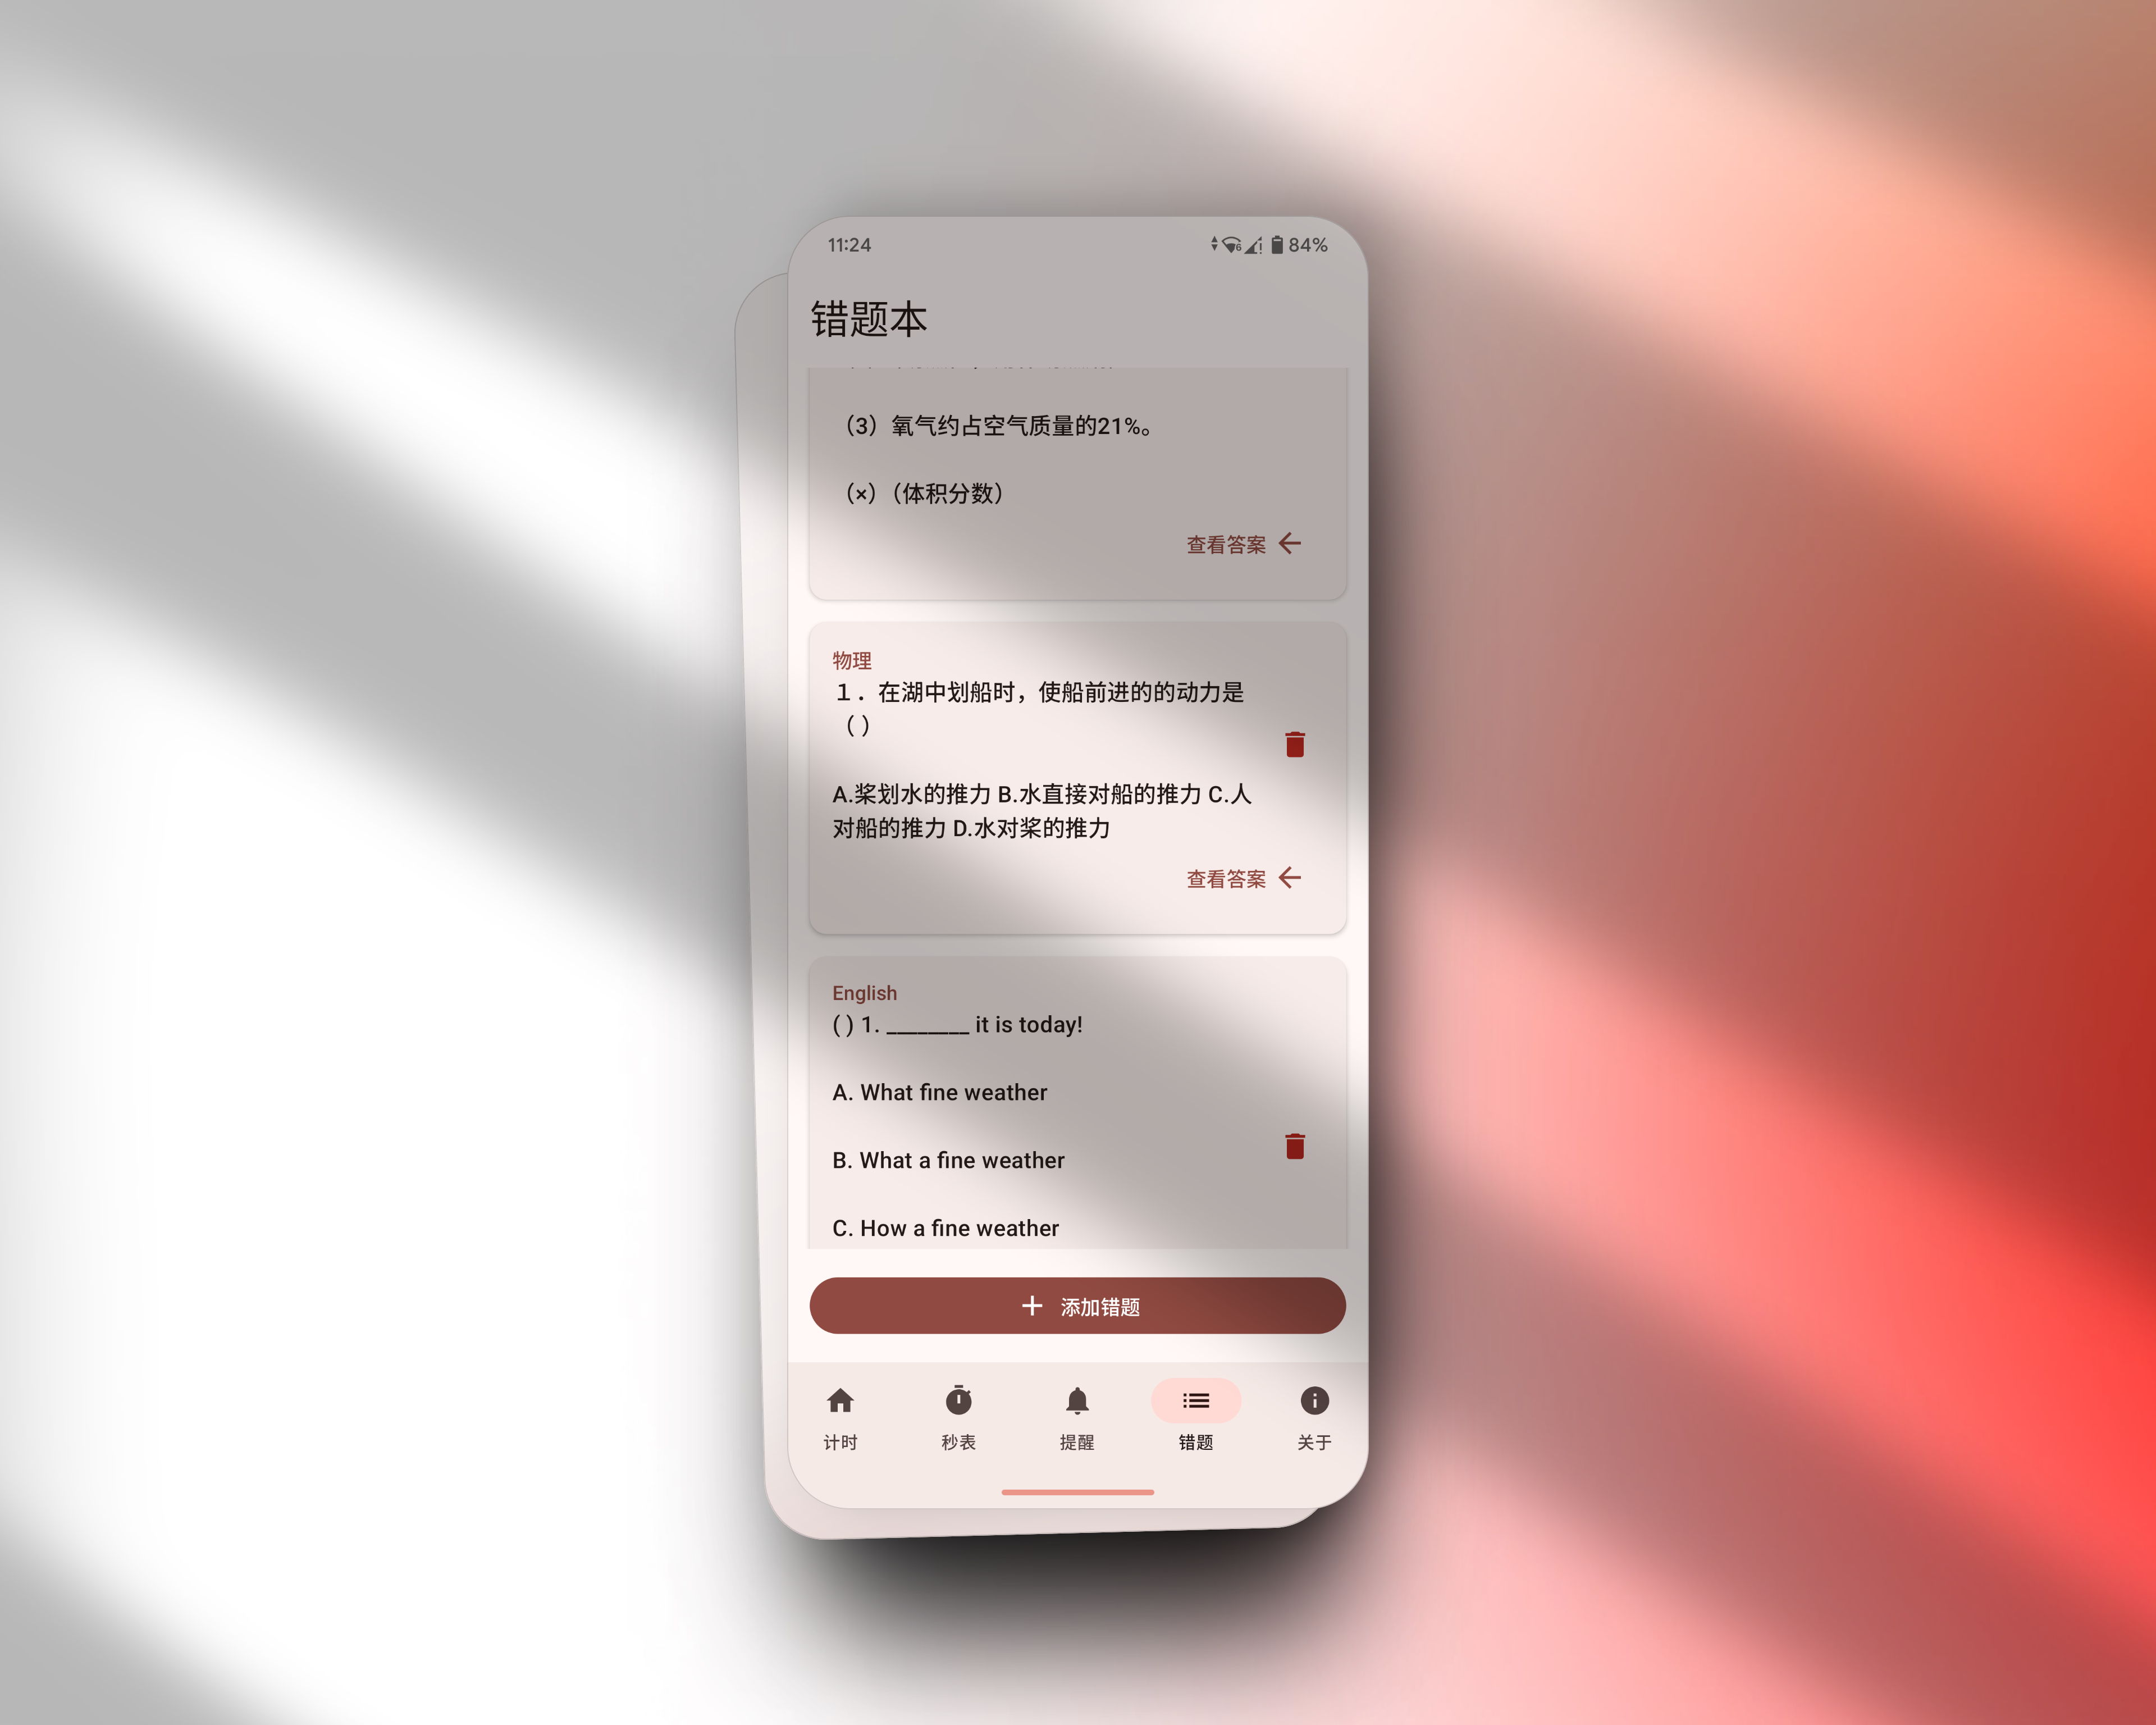 11:24
84%
错题本
（3）氧气约占空气质量的21%。
（×）（体积分数）
查看答案
物理
１．在湖中划船时，使船前进的的动力是
（ ）
A.桨划水的推力 B.水直接对船的推力 C.人
对船的推力 D.水对桨的推力
查看答案
English
( ) 1. ________ it is today!
A. What fine weather
B. What a fine weather
C. How a fine weather
添加错题
计时
秒表
提醒
错题
关于